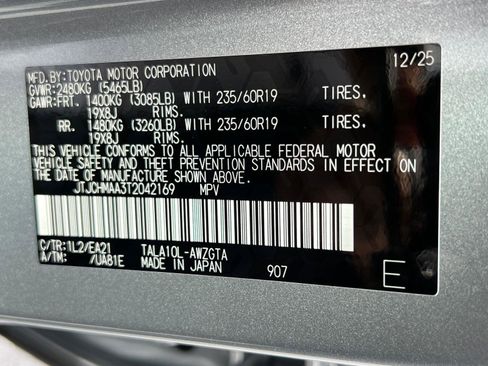 MFD.BY:TOYOTA MOTOR CORPORATION 12/25
GVWR:2480KG (5465LB)
GAWR:FRT. 1400KG (3085LB) WITH 235/60R19 TIRES.
19X8J RIMS.
RR. 1480KG (3260LB) WITH 235/60R19 TIRES.
19X8J RIMS.
THIS VEHICLE CONFORMS TO ALL APPLICABLE FEDERAL MOTOR
VEHICLE SAFETY AND THEFT PREVENTION STANDARDS IN EFFECT ON
THE DATE OF MANUFACTURE SHOWN ABOVE.
JTJCHMAA3T2042169 MPV
C/TR:1L2/EA21 TALA10L-AWZGTA
A/TM: /UA81E MADE IN JAPAN 907
E